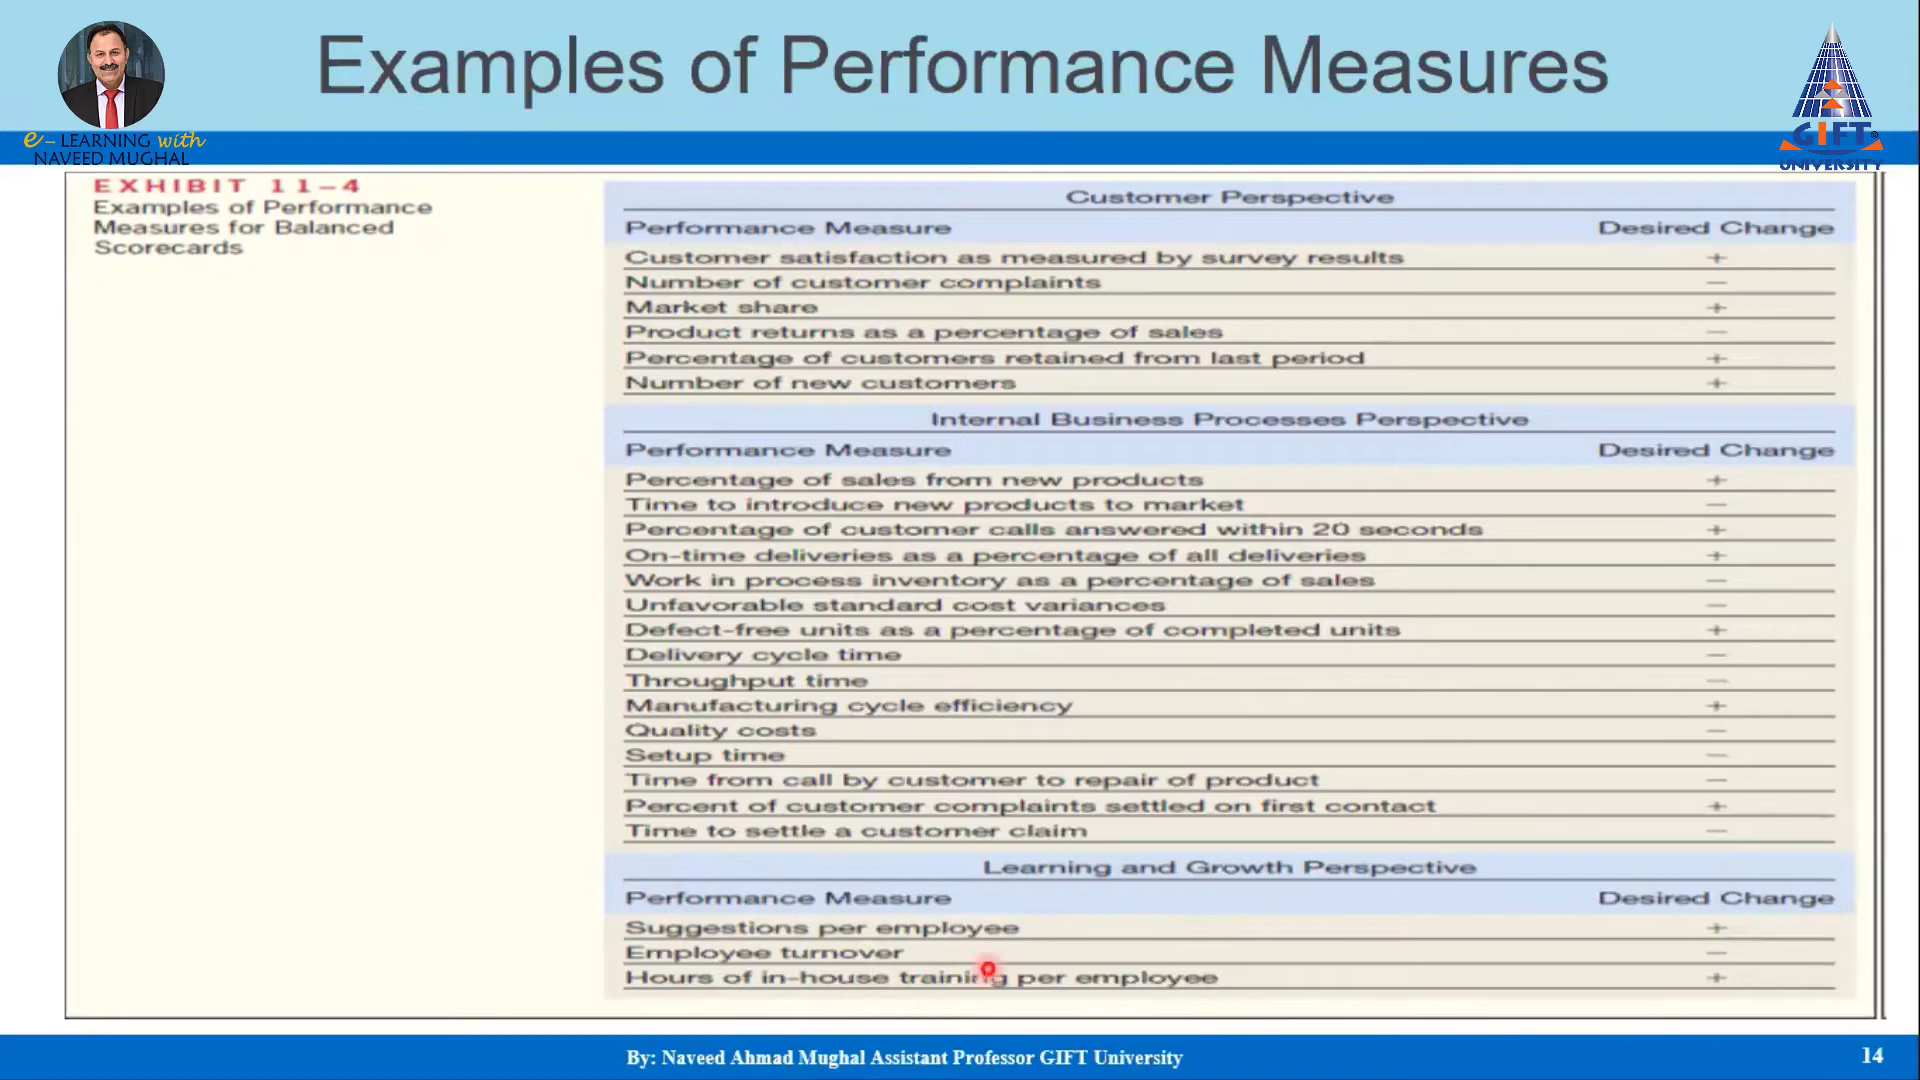 Examples of Performance Measures
e-LEARNING with
NAVEED MUGHAL
GIFT
UNIVERSITY
EXHIBIT 11–4
Examples of Performance
Measures for Balanced
Scorecards
Customer Perspective
Performance Measure Desired Change
Customer satisfaction as measured by survey results +
Number of customer complaints −
Market share +
Product returns as a percentage of sales −
Percentage of customers retained from last period +
Number of new customers +
Internal Business Processes Perspective
Performance Measure Desired Change
Percentage of sales from new products +
Time to introduce new products to market −
Percentage of customer calls answered within 20 seconds +
On-time deliveries as a percentage of all deliveries +
Work in process inventory as a percentage of sales −
Unfavorable standard cost variances −
Defect-free units as a percentage of completed units +
Delivery cycle time −
Throughput time −
Manufacturing cycle efficiency +
Quality costs −
Setup time −
Time from call by customer to repair of product −
Percent of customer complaints settled on first contact +
Time to settle a customer claim −
Learning and Growth Perspective
Performance Measure Desired Change
Suggestions per employee +
Employee turnover −
Hours of in-house training per employee +
By: Naveed Ahmad Mughal Assistant Professor GIFT University
14